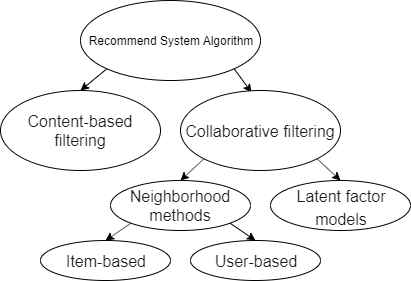 Recommend System Algorithm
Content-based
filtering
Collaborative filtering
Neighborhood
methods
Latent factor
models
Item-based
User-based